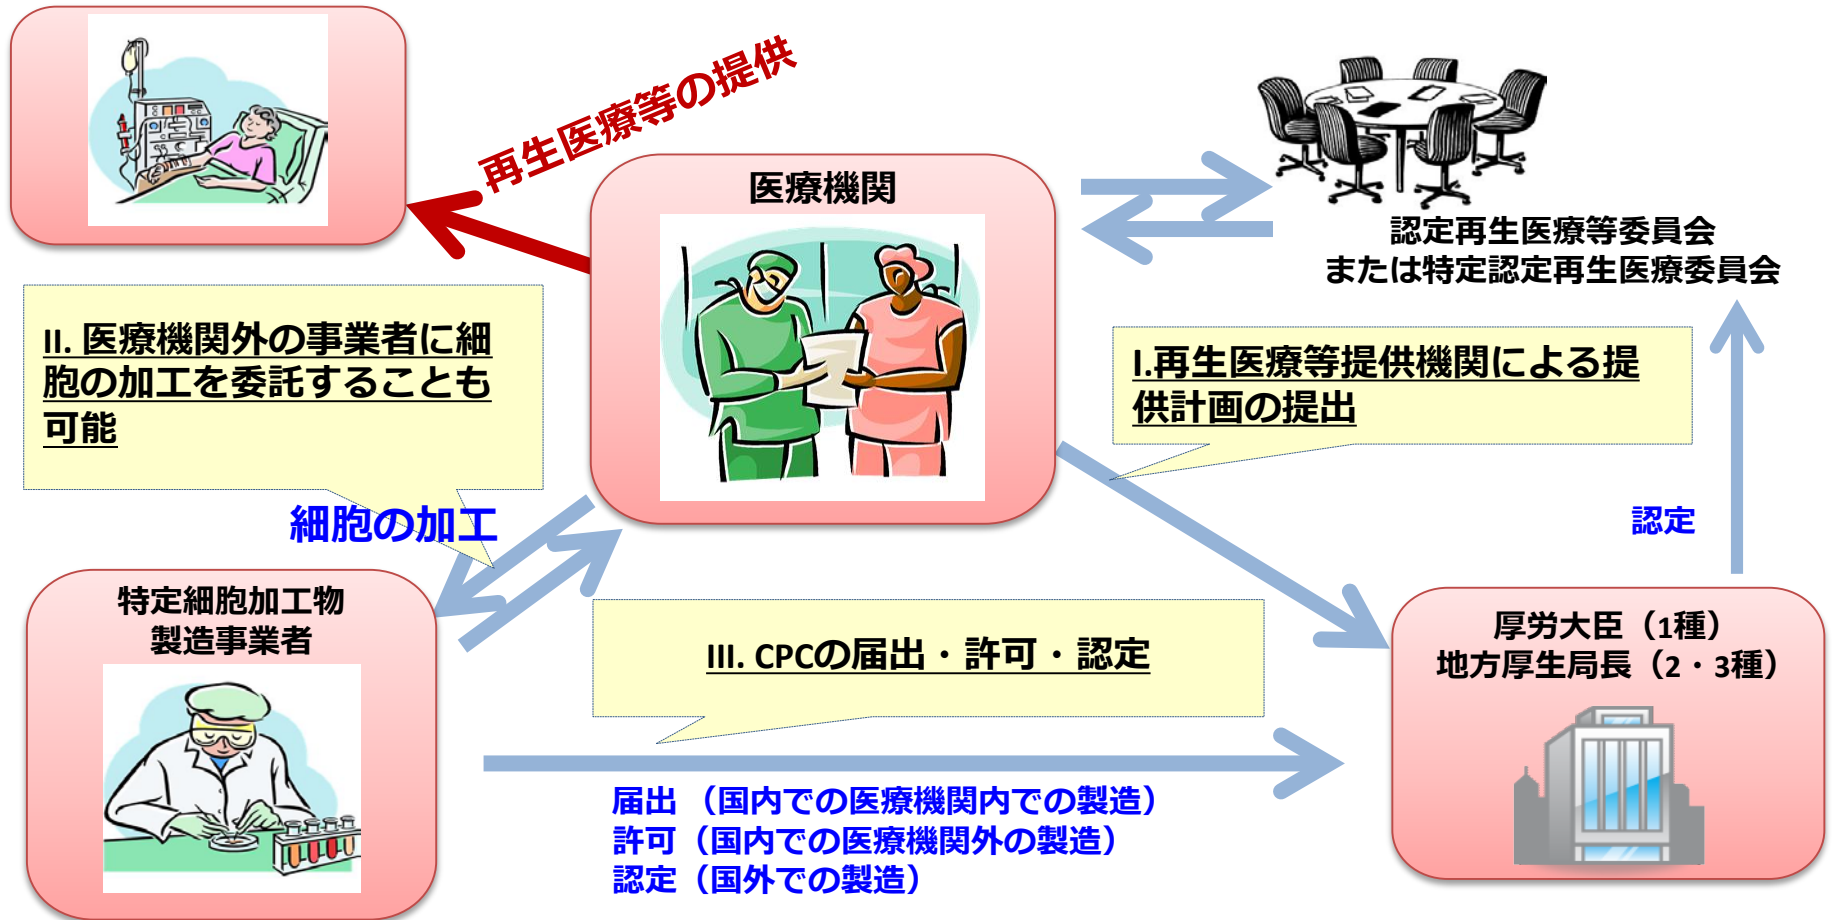 再生医療等の提供
医療機関
認定再生医療等委員会
または特定認定再生医療委員会
II. 医療機関外の事業者に細
胞の加工を委託することも
可能
I.再生医療等提供機関による提
供計画の提出
細胞の加工
認定
特定細胞加工物
製造事業者
III. CPCの届出・許可・認定
厚労大臣（1種）
地方厚生局長（2・3種）
届出 （国内での医療機関内での製造）
許可（国内での医療機関外の製造）
認定（国外での製造）